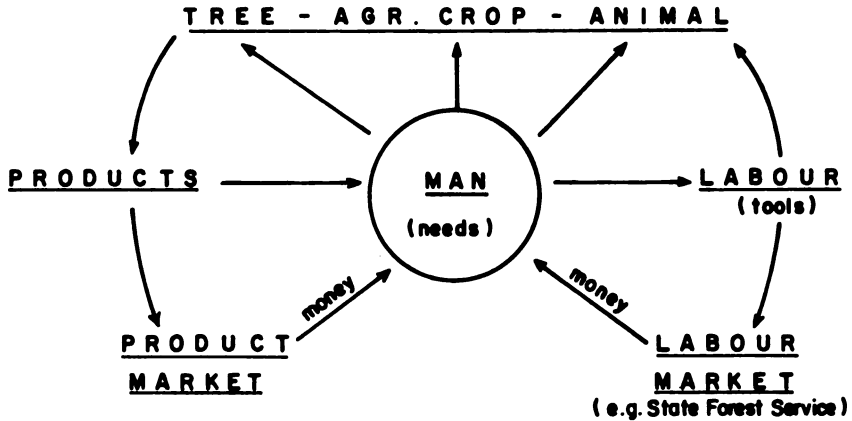 TREE - AGR. CROP - ANIMAL
PRODUCTS
MAN
(needs)
LABOUR
(tools)
money
money
PRODUCT
MARKET
LABOUR
MARKET
(e.g. State Forest Service)